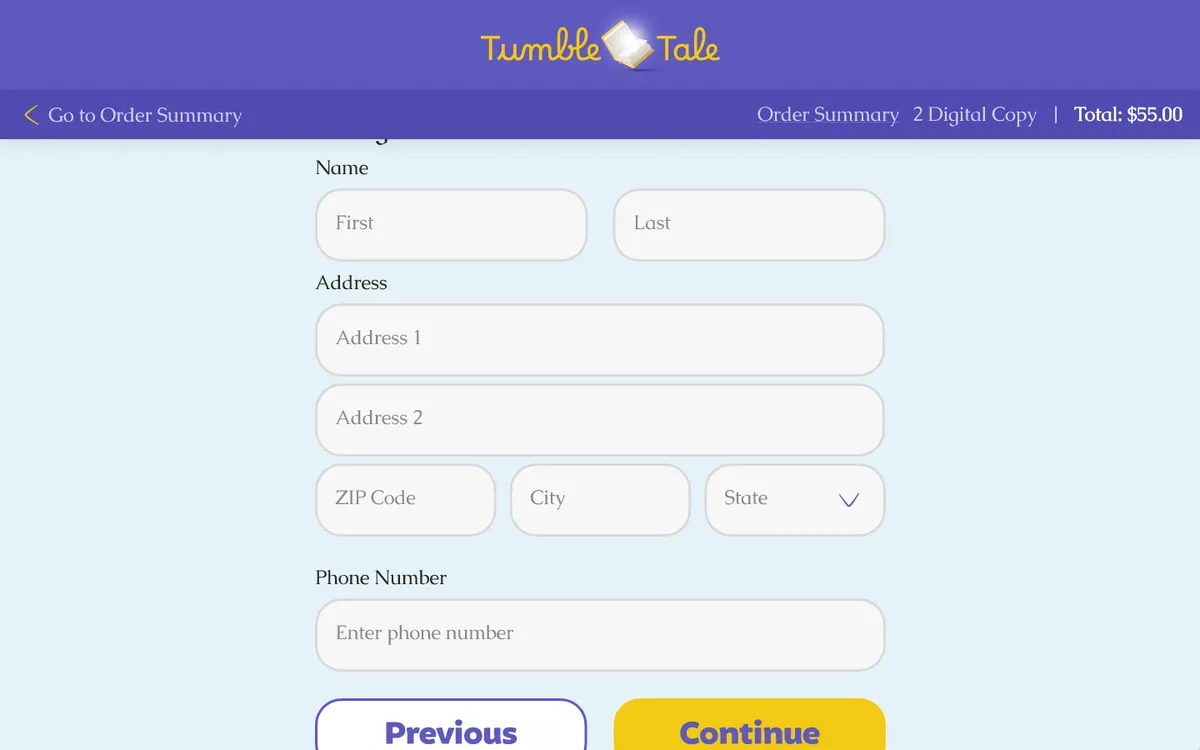 Tumble Tale
Go to Order Summary
Order Summary 2 Digital Copy | Total: $55.00
Name
First Last
Address
Address 1
Address 2
ZIP Code City State
Phone Number
Enter phone number
Previous Continue